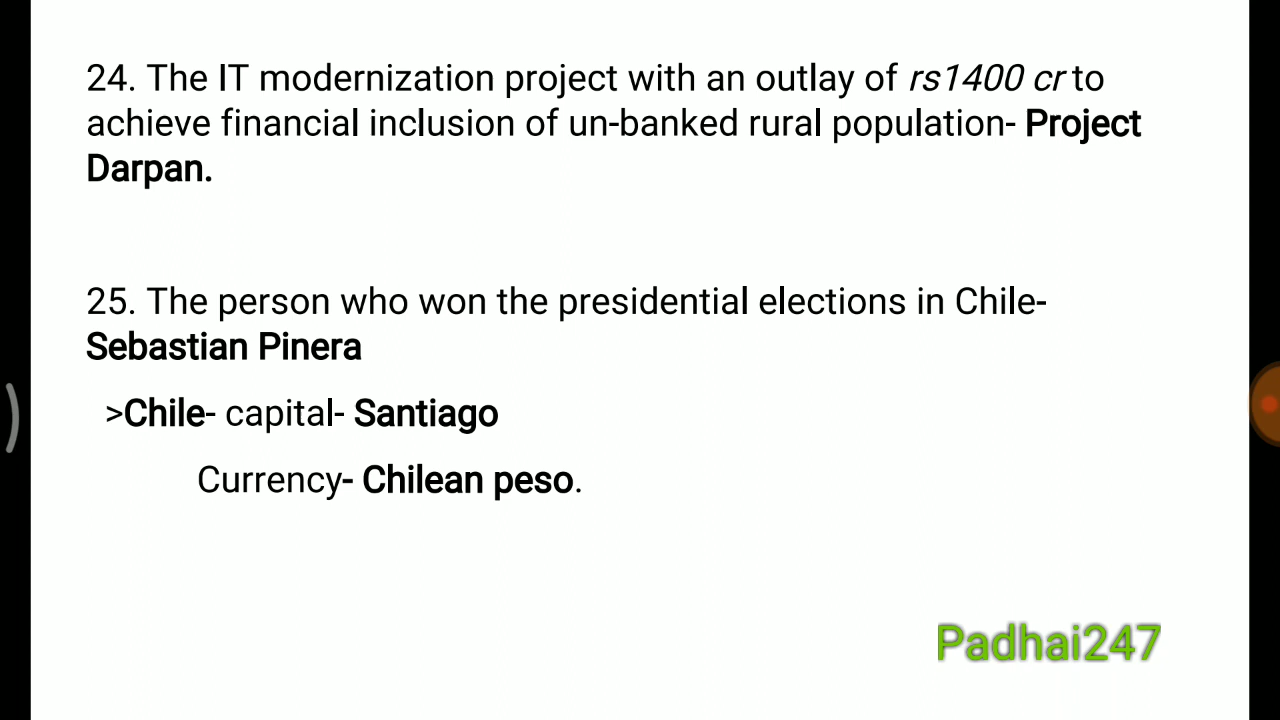 24. The IT modernization project with an outlay of rs1400 cr to
achieve financial inclusion of un-banked rural population- Project
Darpan.
25. The person who won the presidential elections in Chile-
Sebastian Pinera
>Chile- capital- Santiago
Currency- Chilean peso.
Padhai247